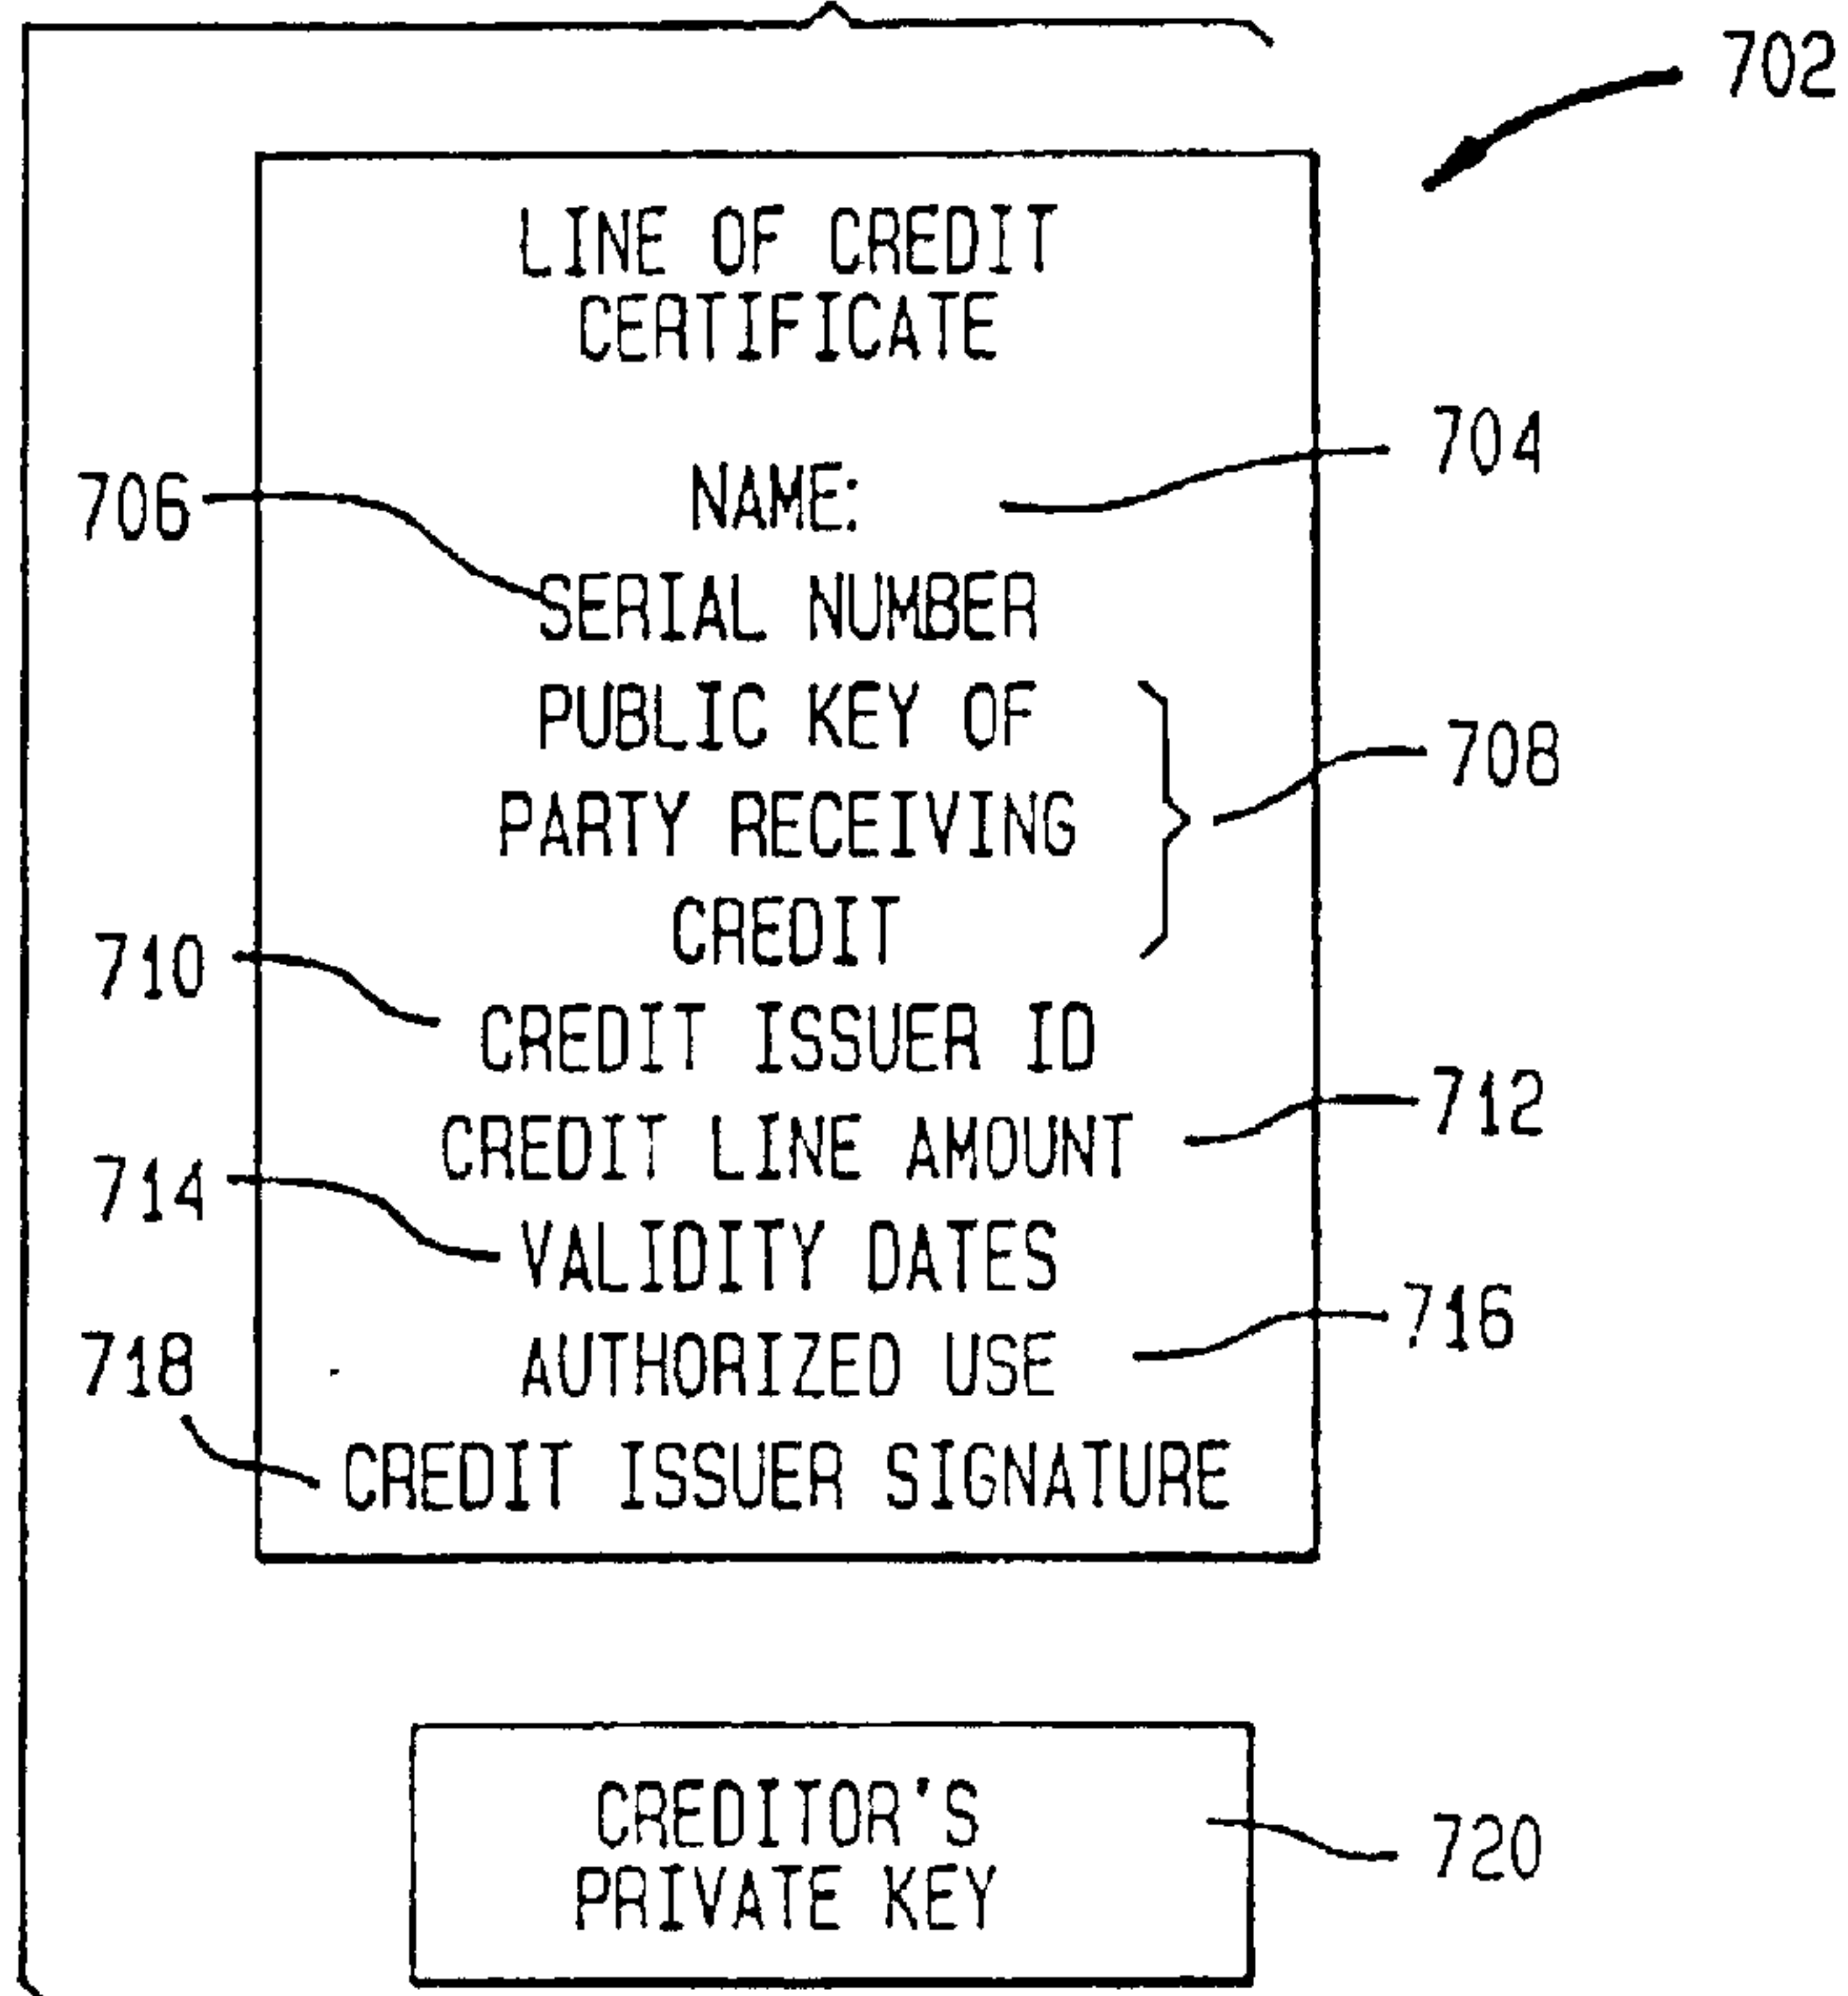 702
LINE OF CREDIT
CERTIFICATE
704
706
NAME:
SERIAL NUMBER
PUBLIC KEY OF
708
PARTY RECEIVING
CREDIT
710
CREDIT ISSUER ID
712
CREDIT LINE AMOUNT
714
VALIDITY DATES
716
718
AUTHORIZED USE
CREDIT ISSUER SIGNATURE
CREDITOR'S
720
PRIVATE KEY